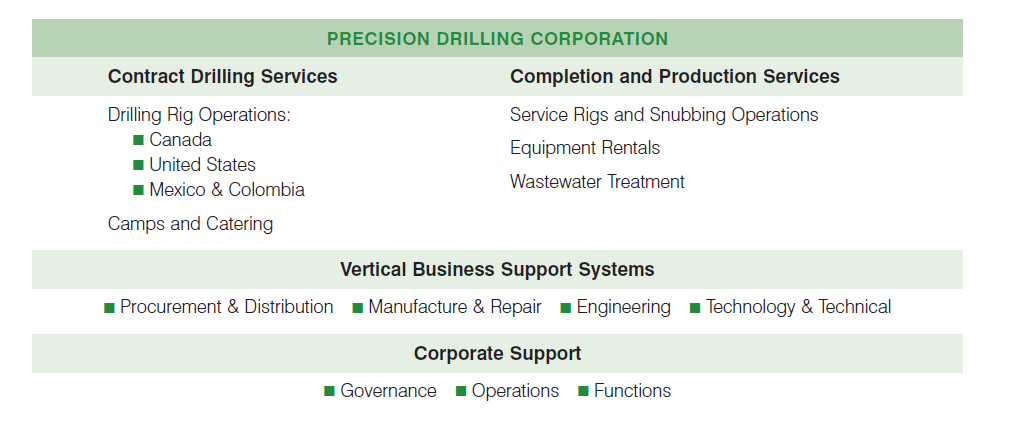 PRECISION DRILLING CORPORATION
Contract Drilling Services
Drilling Rig Operations:
Canada
United States
Mexico & Colombia
Camps and Catering
Completion and Production Services
Service Rigs and Snubbing Operations
Equipment Rentals
Wastewater Treatment
Vertical Business Support Systems
Procurement & Distribution Manufacture & Repair Engineering Technology & Technical
Corporate Support
Governance Operations Functions